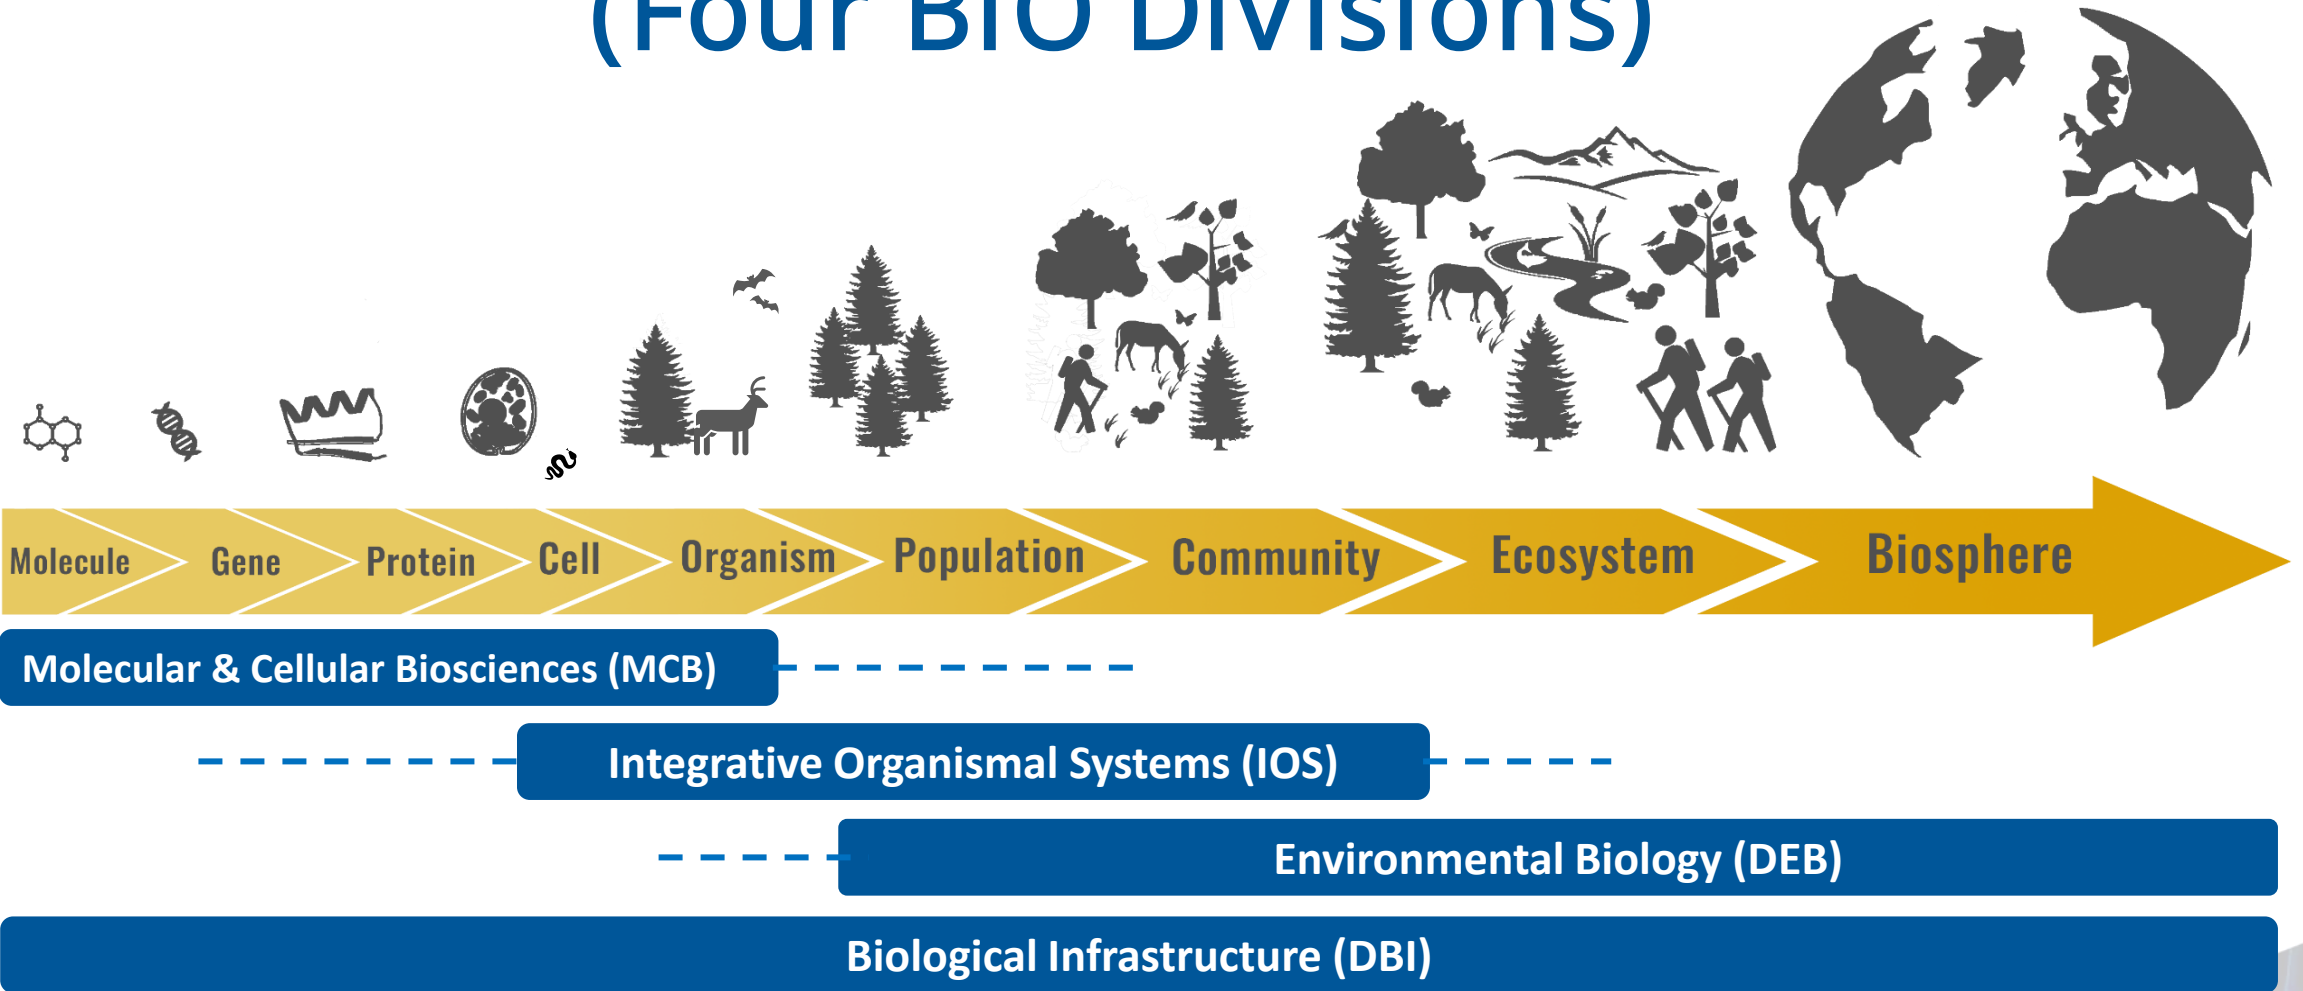 (Four BIO Divisions)
Molecule Gene Protein Cell Organism Population Community Ecosystem Biosphere
Molecular & Cellular Biosciences (MCB)
Integrative Organismal Systems (IOS)
Environmental Biology (DEB)
Biological Infrastructure (DBI)